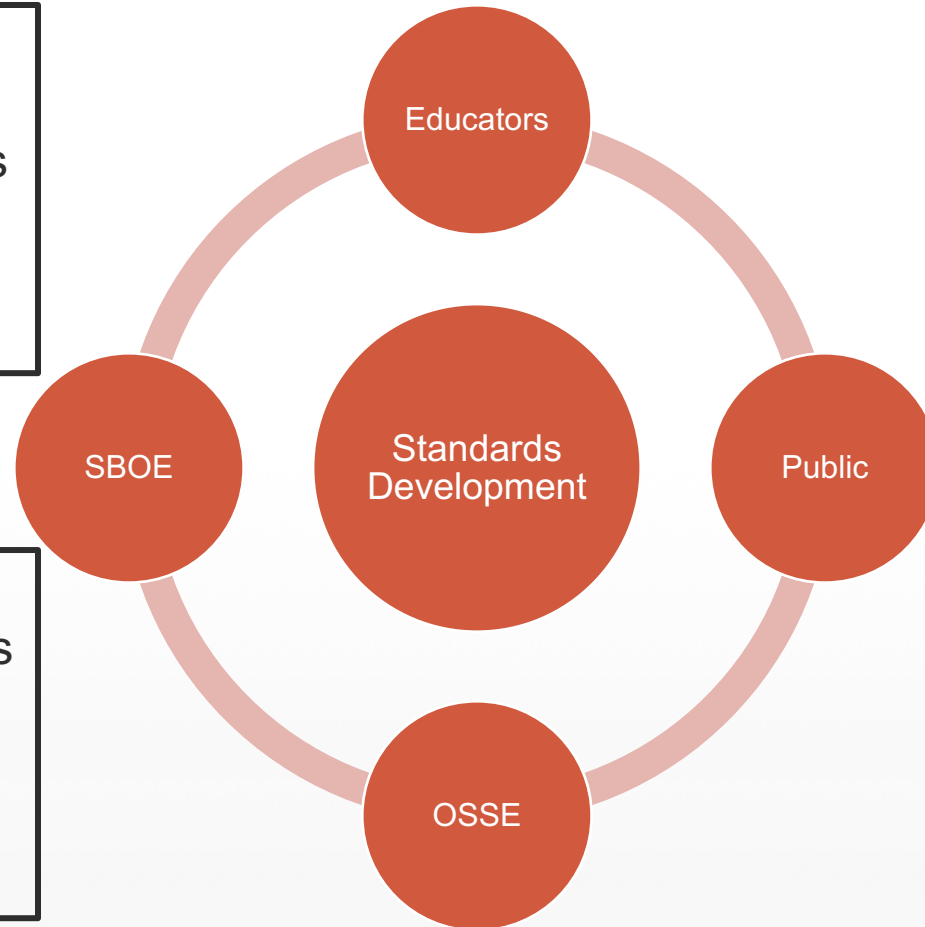 Educators
s
SBOE
Standards
Development
Public
s
OSSE